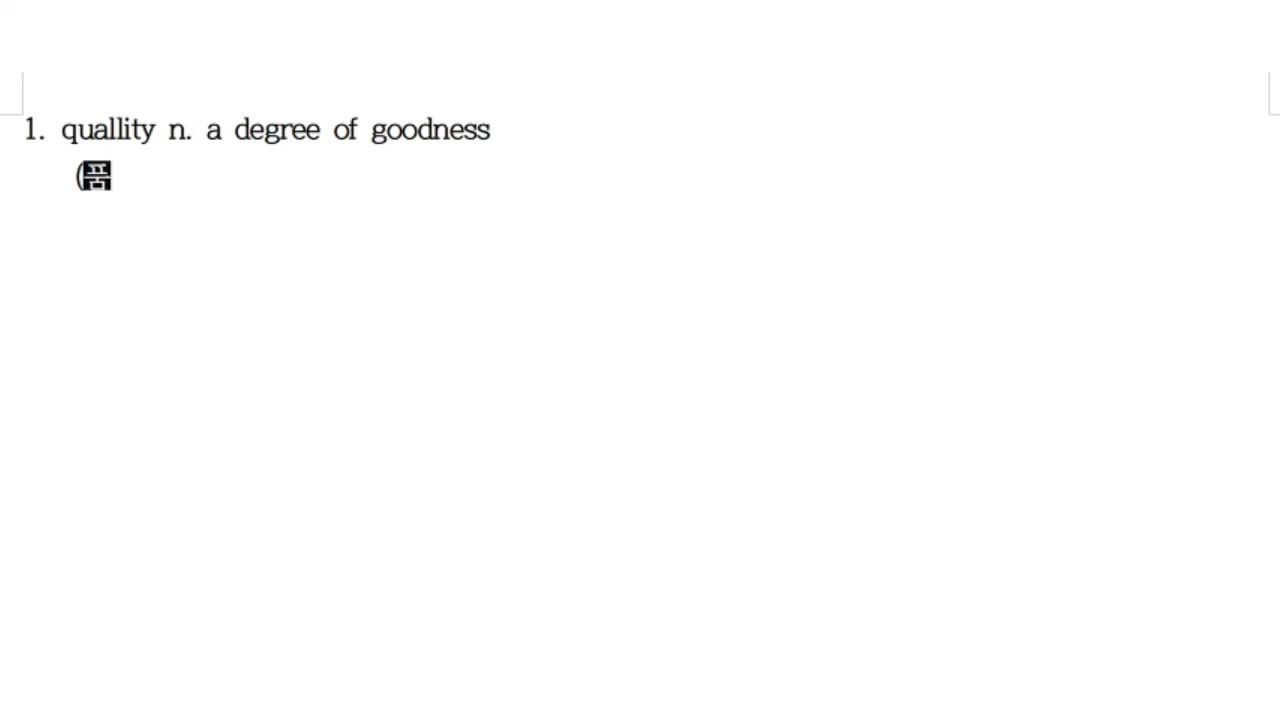 1. quallity n. a degree of goodness
(품